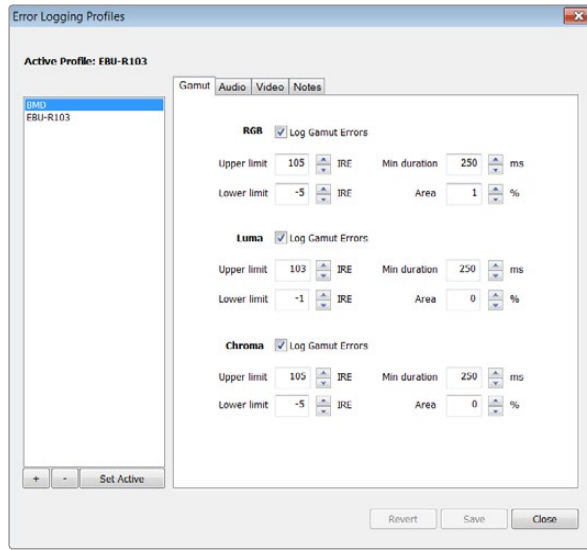 Error Logging Profiles
Active Profile: EBU-R103
BMD
EBU-R103
+ - Set Active
Gamut Audio Video Notes
RGB Log Gamut Errors
Upper limit 105 IRE Min duration 250 ms
Lower limit -5 IRE Area 1 %
Luma Log Gamut Errors
Upper limit 103 IRE Min duration 250 ms
Lower limit -1 IRE Area 0 %
Chroma Log Gamut Errors
Upper limit 105 IRE Min duration 250 ms
Lower limit -5 IRE Area 0 %
Revert Save Close